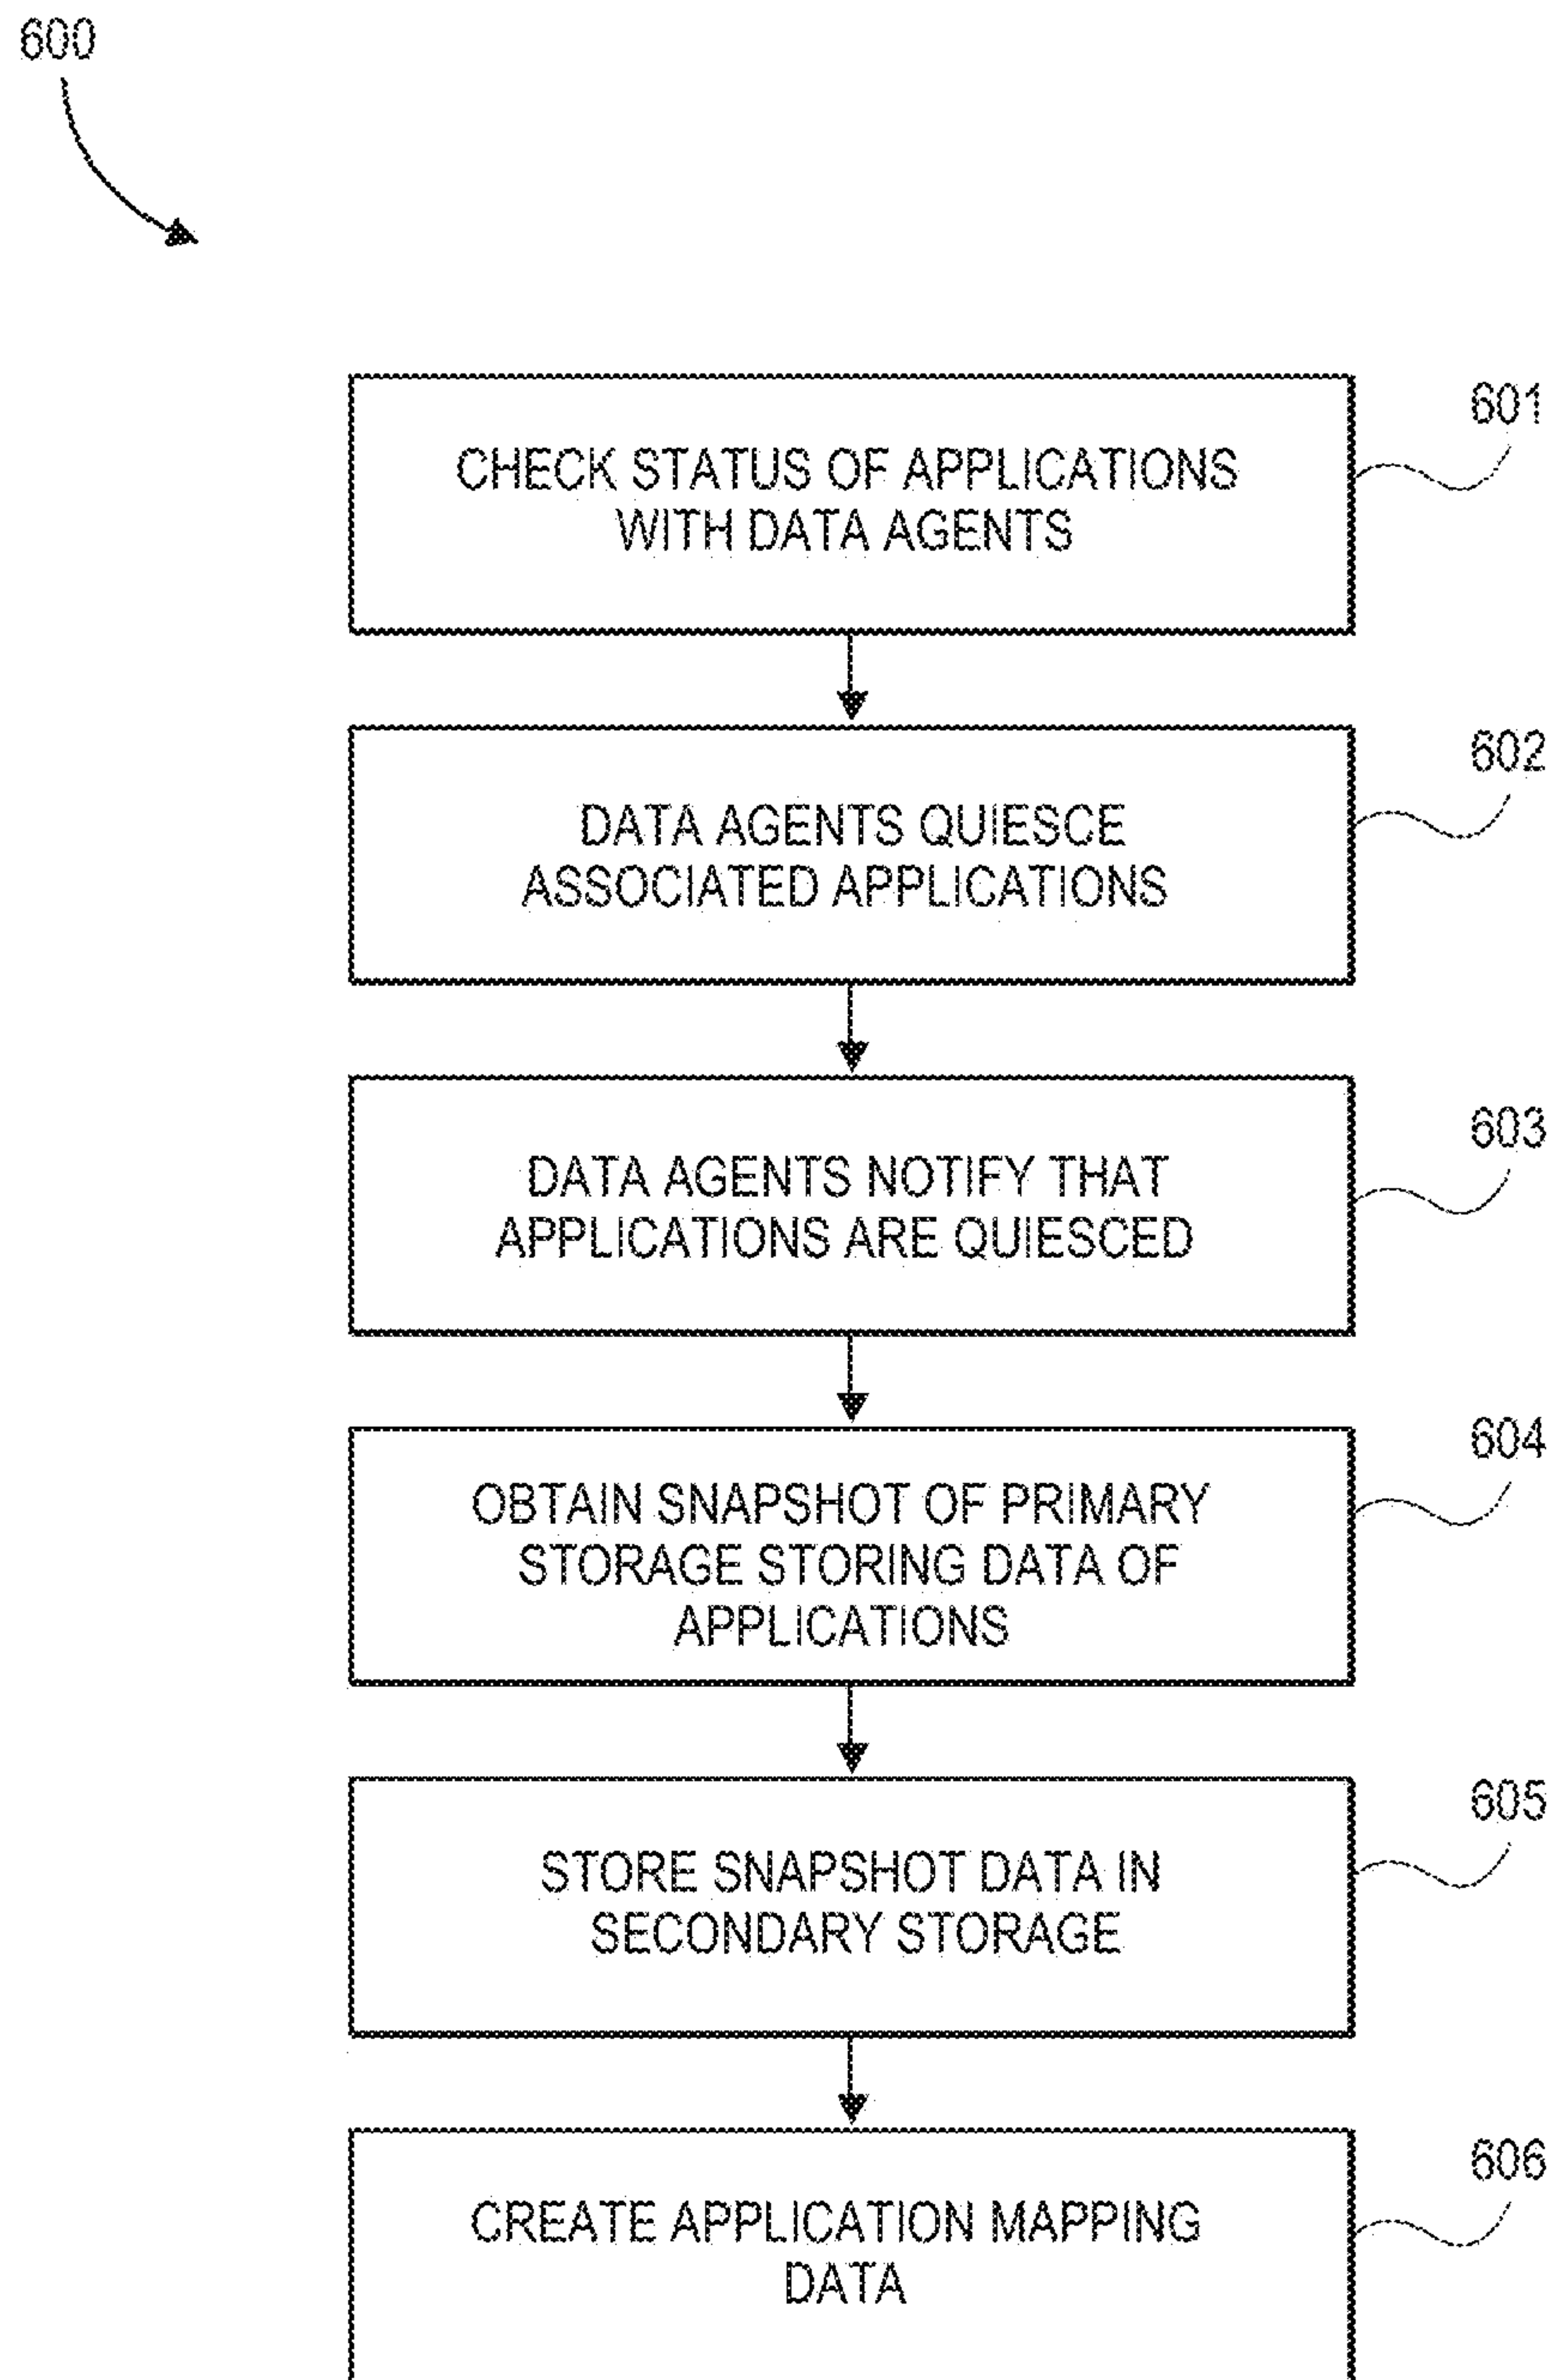 600
601
CHECK STATUS OF APPLICATIONS
WITH DATA AGENTS
602
DATA AGENTS QUIESCE
ASSOCIATED APPLICATIONS
603
DATA AGENTS NOTIFY THAT
APPLICATIONS ARE QUIESCED
604
OBTAIN SNAPSHOT OF PRIMARY
STORAGE STORING DATA OF
APPLICATIONS
605
STORE SNAPSHOT DATA IN
SECONDARY STORAGE
606
CREATE APPLICATION MAPPING
DATA